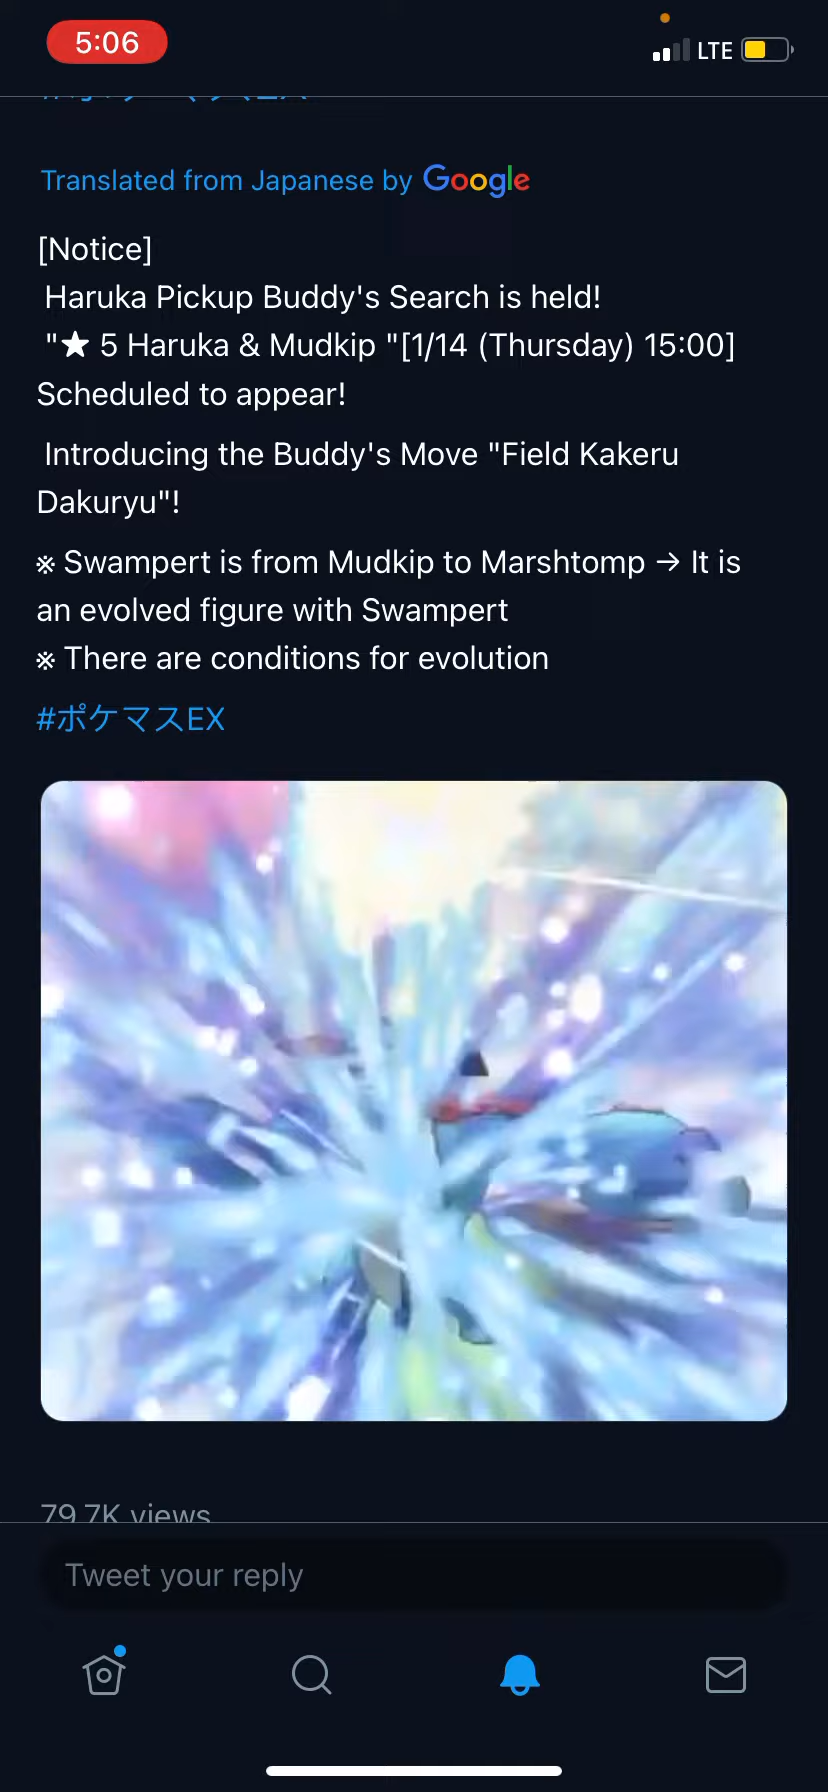 5:06
LTE
Translated from Japanese by Google
[Notice]
Haruka Pickup Buddy's Search is held!
"★ 5 Haruka & Mudkip "[1/14 (Thursday) 15:00]
Scheduled to appear!
Introducing the Buddy's Move "Field Kakeru
Dakuryu"!
※ Swampert is from Mudkip to Marshtomp → It is
an evolved figure with Swampert
※ There are conditions for evolution
#ポケマスEX
79.7K views
Tweet your reply